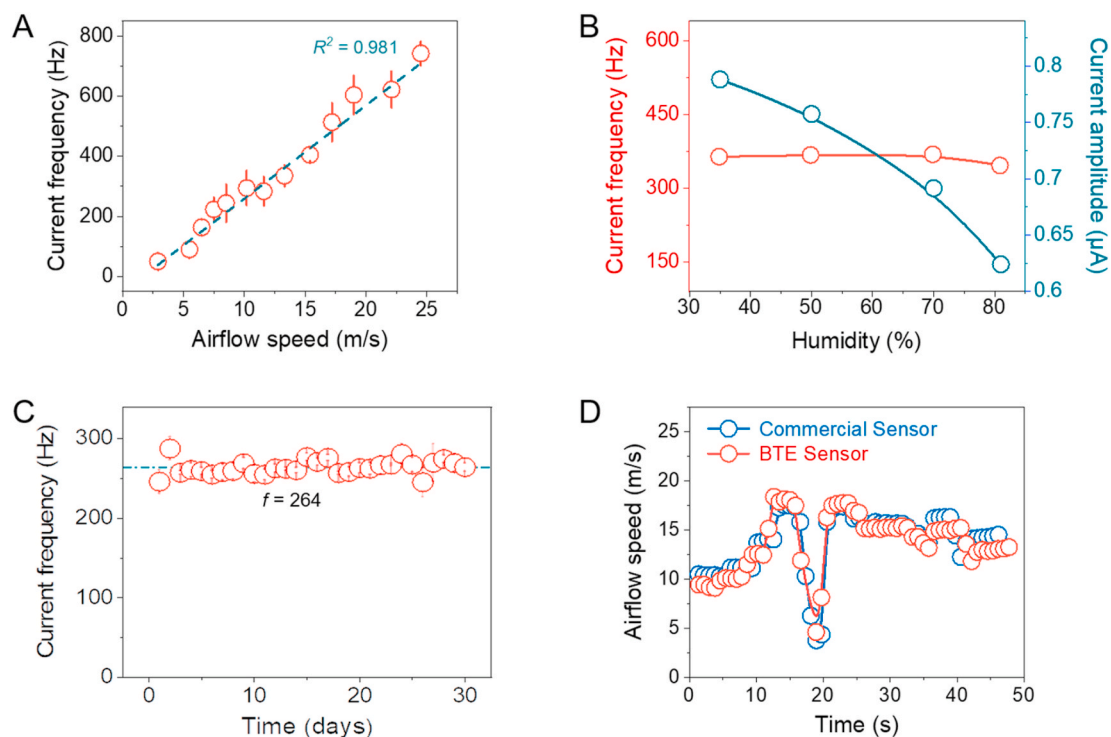 A
R² = 0.981
Current frequency (Hz)
800
600
400
200
0
0 5 10 15 20 25
Airflow speed (m/s)
B
Current frequency (Hz)
600
450
300
150
Current amplitude (μA)
0.8
0.75
0.7
0.65
0.6
30 40 50 60 70 80
Humidity (%)
C
Current frequency (Hz)
300
200
100
0
f = 264
0 10 20 30
Time (days)
D
Airflow speed (m/s)
25
20
15
10
5
0
Commercial Sensor
BTE Sensor
0 10 20 30 40 50
Time (s)